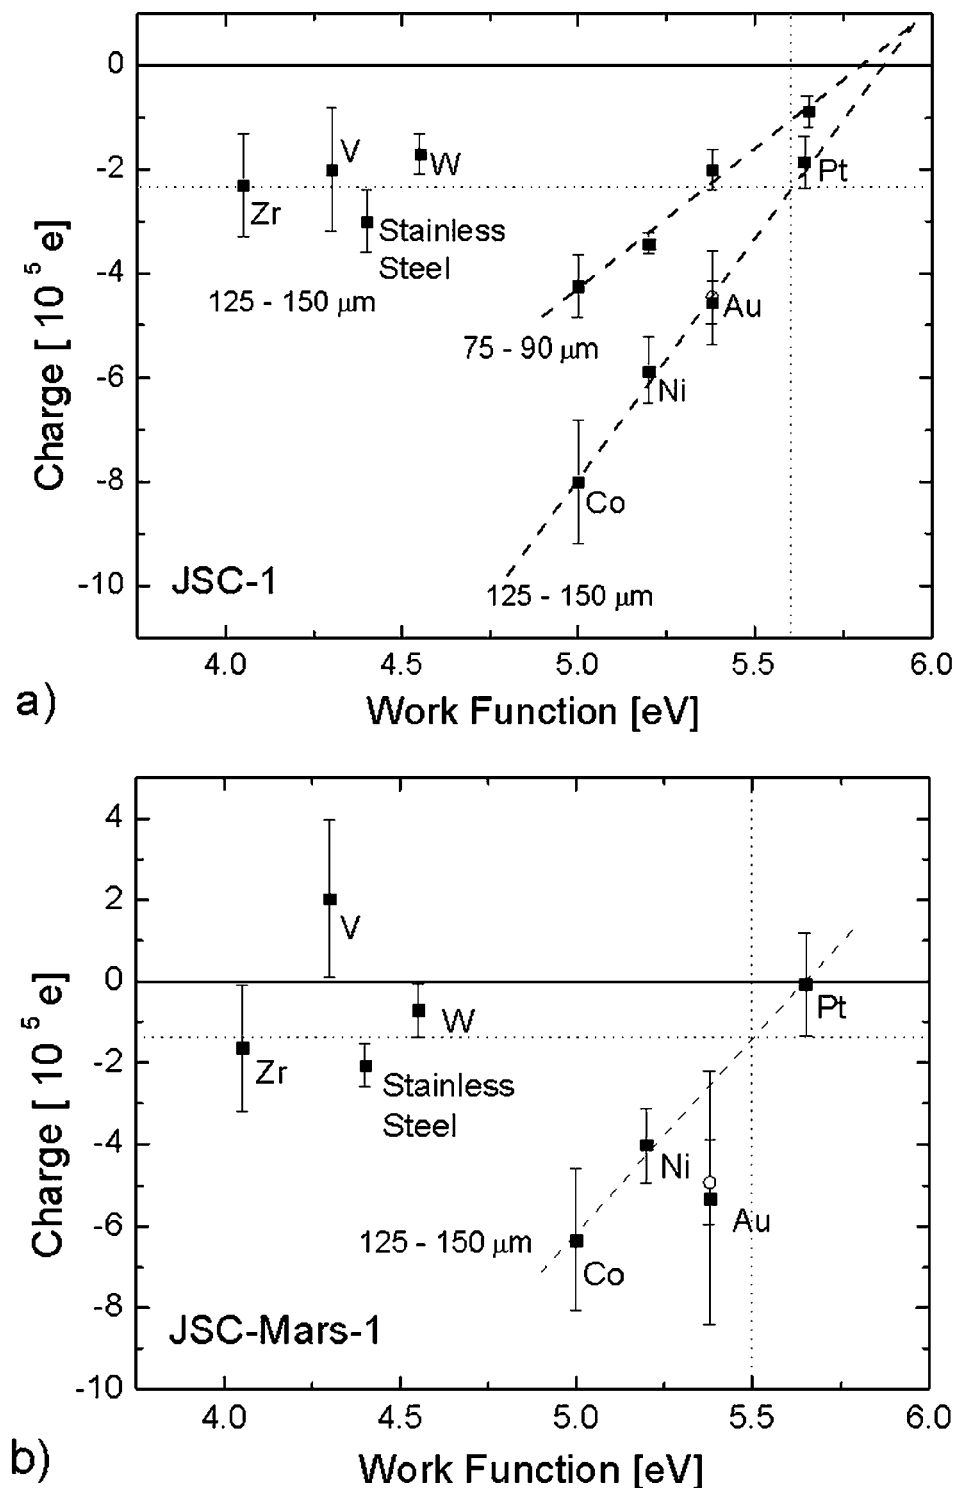 0
-2
-4
-6
-8
-10
Charge [ 10 5 e]
V
W
Zr
Stainless
Steel
125 - 150 μm
75 - 90 μm
Pt
Au
Ni
Co
JSC-1
125 - 150 μm
4.0 4.5 5.0 5.5 6.0
a)
Work Function [eV]
4
2
0
-2
-4
-6
-8
-10
Charge [ 10 5 e]
V
Zr
W
Stainless
Steel
Pt
Ni
Au
125 - 150 μm
Co
JSC-Mars-1
4.0 4.5 5.0 5.5 6.0
b)
Work Function [eV]